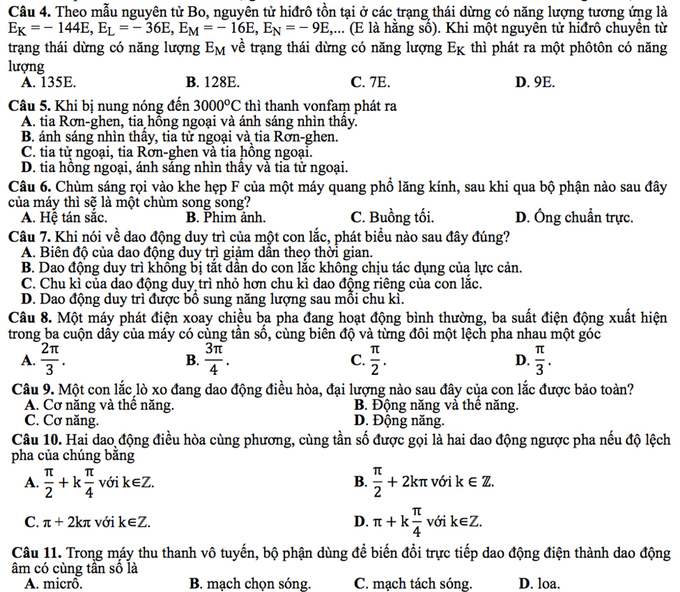 Câu 4. Theo mẫu nguyên tử Bo, nguyên tử hiđrô tồn tại ở các trạng thái dừng có năng lượng tương ứng là
E_K = − 144E, E_L = − 36E, E_M = − 16E, E_N = − 9E,... (E là hằng số). Khi một nguyên tử hiđrô chuyển từ
trạng thái dừng có năng lượng E_M về trạng thái dừng có năng lượng E_K thì phát ra một phôtôn có năng
lượng
A. 135E. B. 128E. C. 7E. D. 9E.
Câu 5. Khi bị nung nóng đến 3000°C thì thanh vonfam phát ra
A. tia Rơn-ghen, tia hồng ngoại và ánh sáng nhìn thấy.
B. ánh sáng nhìn thấy, tia tử ngoại và tia Rơn-ghen.
C. tia tử ngoại, tia Rơn-ghen và tia hồng ngoại.
D. tia hồng ngoại, ánh sáng nhìn thấy và tia tử ngoại.
Câu 6. Chùm sáng rọi vào khe hẹp F của một máy quang phổ lăng kính, sau khi qua bộ phận nào sau đây
của máy thì sẽ là một chùm song song?
A. Hệ tán sắc. B. Phim ảnh. C. Buồng tối. D. Ống chuẩn trực.
Câu 7. Khi nói về dao động duy trì của một con lắc, phát biểu nào sau đây đúng?
A. Biên độ của dao động duy trì giảm dần theo thời gian.
B. Dao động duy trì không bị tắt dần do con lắc không chịu tác dụng của lực cản.
C. Chu kì của dao động duy trì nhỏ hơn chu kì dao động riêng của con lắc.
D. Dao động duy trì được bổ sung năng lượng sau mỗi chu kì.
Câu 8. Một máy phát điện xoay chiều ba pha đang hoạt động bình thường, ba suất điện động xuất hiện
trong ba cuộn dây của máy có cùng tần số, cùng biên độ và từng đôi một lệch pha nhau một góc
A. 2π/3. B. 3π/4. C. π/2. D. π/3.
Câu 9. Một con lắc lò xo đang dao động điều hòa, đại lượng nào sau đây của con lắc được bảo toàn?
A. Cơ năng và thế năng. B. Động năng và thế năng.
C. Cơ năng. D. Động năng.
Câu 10. Hai dao động điều hòa cùng phương, cùng tần số được gọi là hai dao động ngược pha nếu độ lệch
pha của chúng bằng
A. π/2 + kπ/4 với k∈Z. B. π/2 + 2kπ với k ∈ ℤ.
C. π + 2kπ với k∈Z. D. π + kπ/4 với k∈Z.
Câu 11. Trong máy thu thanh vô tuyến, bộ phận dùng để biến đổi trực tiếp dao động điện thành dao động
âm có cùng tần số là
A. micrô. B. mạch chọn sóng. C. mạch tách sóng. D. loa.